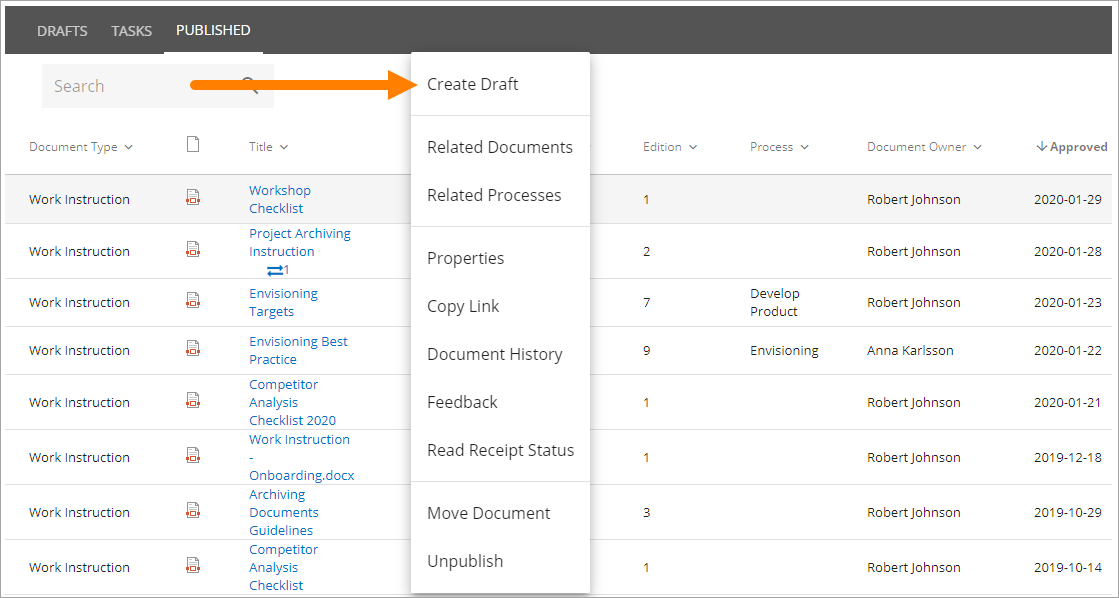 DRAFTS TASKS PUBLISHED
Search
Create Draft
Related Documents
Related Processes
Properties
Copy Link
Document History
Feedback
Read Receipt Status
Move Document
Unpublish
Document Type Title Edition Process Document Owner Approved
Work Instruction Workshop 1 Robert Johnson 2020-01-29
Checklist
Work Instruction Project Archiving 2 Robert Johnson 2020-01-28
Instruction
1
Work Instruction Envisioning 7 Develop Robert Johnson 2020-01-23
Targets Product
Work Instruction Envisioning Best 9 Envisioning Anna Karlsson 2020-01-22
Practice
Work Instruction Competitor 1 Robert Johnson 2020-01-21
Analysis
Checklist 2020
Work Instruction Work Instruction 1 Robert Johnson 2019-12-18
-
Onboarding.docx
Work Instruction Archiving 3 Robert Johnson 2019-10-29
Documents
Guidelines
Work Instruction Competitor 1 Robert Johnson 2019-10-14
Analysis
Checklist